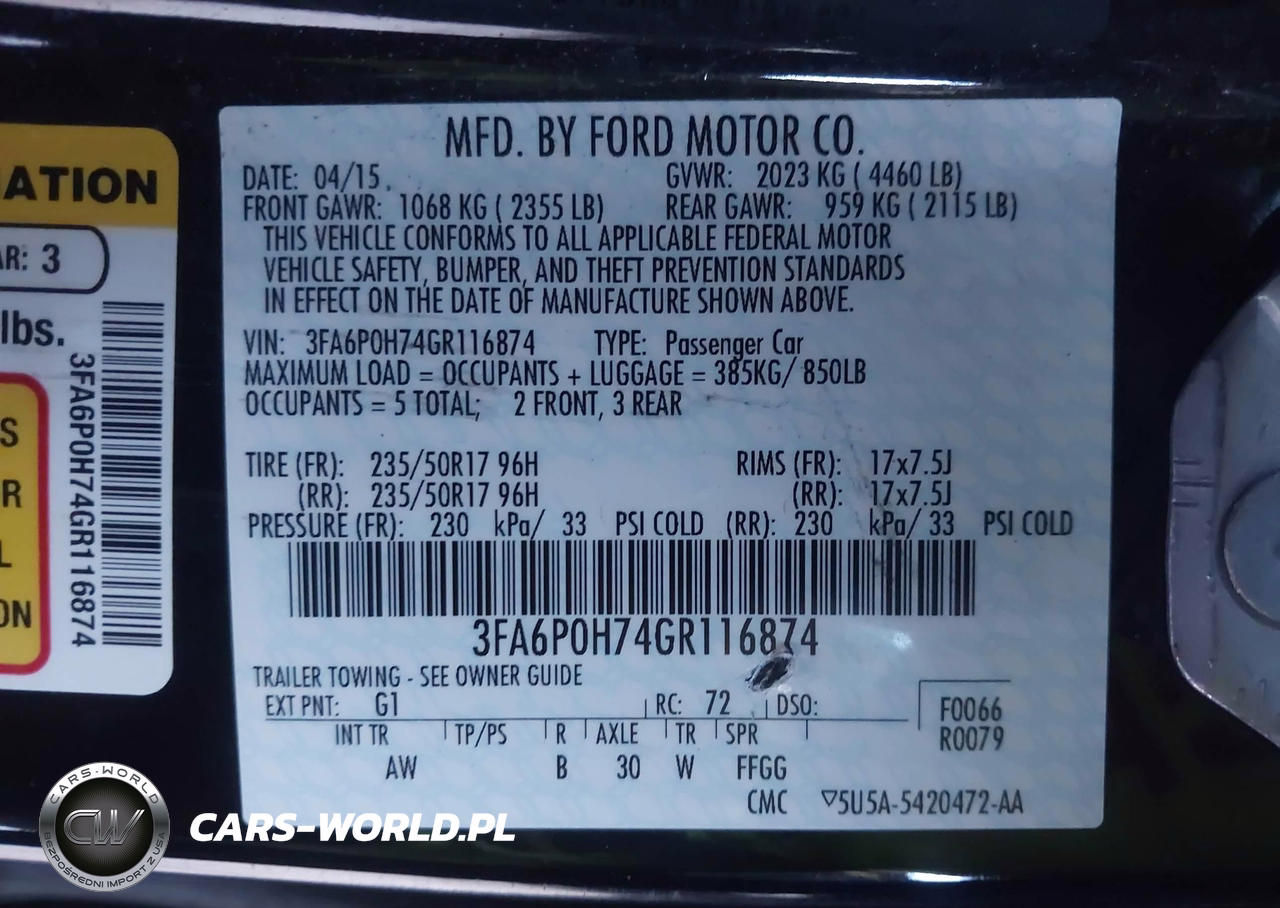 MFD. BY FORD MOTOR CO.
DATE: 04/15.
GVWR: 2023 KG ( 4460 LB)
FRONT GAWR: 1068 KG ( 2355 LB)
REAR GAWR: 959 KG ( 2115 LB)
THIS VEHICLE CONFORMS TO ALL APPLICABLE FEDERAL MOTOR
VEHICLE SAFETY, BUMPER, AND THEFT PREVENTION STANDARDS
IN EFFECT ON THE DATE OF MANUFACTURE SHOWN ABOVE.
VIN: 3FA6P0H74GR116874 TYPE: Passenger Car
MAXIMUM LOAD = OCCUPANTS + LUGGAGE = 385KG/ 850LB
OCCUPANTS = 5 TOTAL; 2 FRONT, 3 REAR
TIRE (FR): 235/50R17 96H RIMS (FR): 17x7.5J
(RR): 235/50R17 96H (RR): 17x7.5J
PRESSURE (FR): 230 kPa/ 33 PSI COLD (RR): 230 kPa/ 33 PSI COLD
3FA6P0H74GR116874
TRAILER TOWING - SEE OWNER GUIDE
EXT PNT: G1 RC: 72 DSO:
F0066
R0079
INT TR TP/PS R AXLE TR SPR
AW B 30 W FFGG
CMC ▽5U5A-5420472-AA
ATION
AR: 3
lbs.
3FA6P0H74GR116874
S
R
L
ON
CARS-WORLD
CW
BEZPOŚREDNI IMPORT Z USA
CARS-WORLD.PL